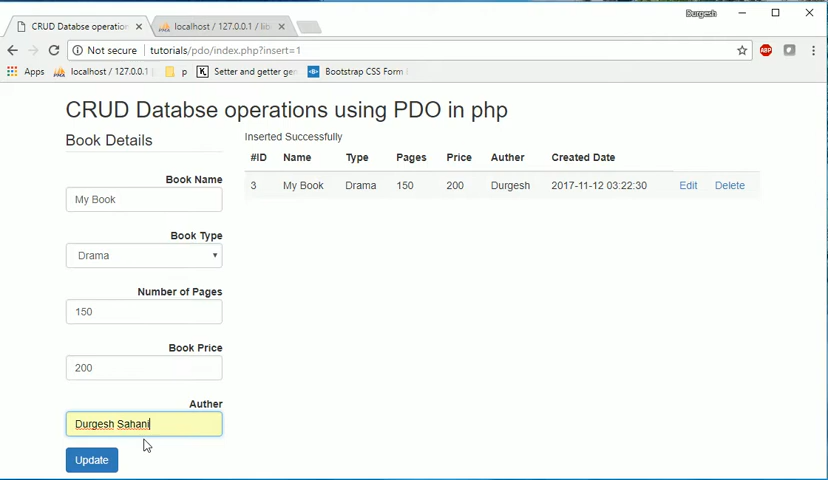 Durgesh
CRUD Databse operation
localhost / 127.0.0.1 / lib
Not secure
tutorials/pdo/index.php?insert=1
ABP
Apps
localhost / 127.0.0.1
p
K
Setter and getter ger
B
Bootstrap CSS Form i
CRUD Databse operations using PDO in php
Book Details
Inserted Successfully
#ID Name Type Pages Price Auther Created Date
3 My Book Drama 150 200 Durgesh 2017-11-12 03:22:30 Edit Delete
Book Name
My Book
Book Type
Drama
Number of Pages
150
Book Price
200
Auther
Durgesh Sahani
Update